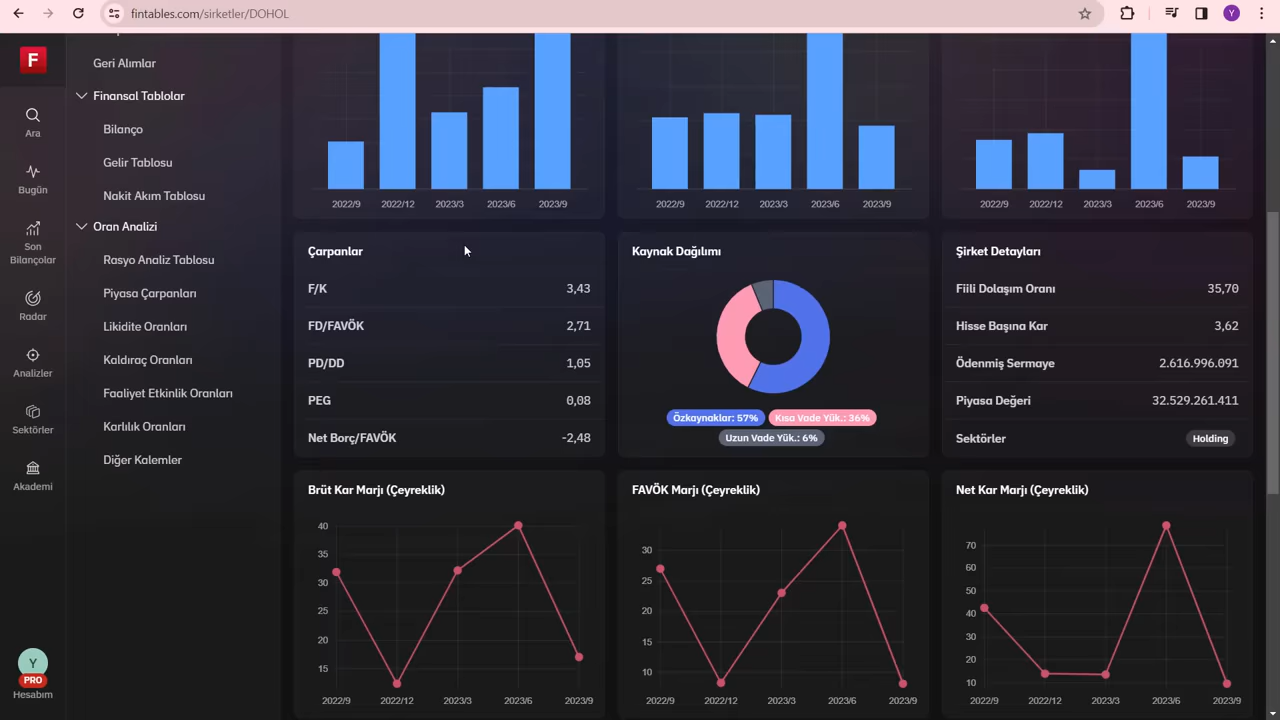 fintables.com/sirketler/DOHOL
Y
F
Ara
Bugün
Son
Bilançolar
Radar
Analizler
Sektörler
Akademi
Y
PRO
Hesabım
Geri Alımlar
Finansal Tablolar
Bilanço
Gelir Tablosu
Nakit Akım Tablosu
Oran Analizi
Rasyo Analiz Tablosu
Piyasa Çarpanları
Likidite Oranları
Kaldıraç Oranları
Faaliyet Etkinlik Oranları
Karlılık Oranları
Diğer Kalemler
2022/9 2022/12 2023/3 2023/6 2023/9
2022/9 2022/12 2023/3 2023/6 2023/9
2022/9 2022/12 2023/3 2023/6 2023/9
Çarpanlar
F/K 3,43
FD/FAVÖK 2,71
PD/DD 1,05
PEG 0,08
Net Borç/FAVÖK -2,48
Kaynak Dağılımı
Özkaynaklar: 57% Kısa Vade Yük.: 36%
Uzun Vade Yük.: 6%
Şirket Detayları
Fiili Dolaşım Oranı 35,70
Hisse Başına Kar 3,62
Ödenmiş Sermaye 2.616.996.091
Piyasa Değeri 32.529.261.411
Sektörler Holding
Brüt Kar Marjı (Çeyreklik)
40
35
30
25
20
15
2022/9 2022/12 2023/3 2023/6 2023/9
FAVÖK Marjı (Çeyreklik)
30
25
20
15
10
2022/9 2022/12 2023/3 2023/6 2023/9
Net Kar Marjı (Çeyreklik)
70
60
50
40
30
20
10
2022/9 2022/12 2023/3 2023/6 2023/9